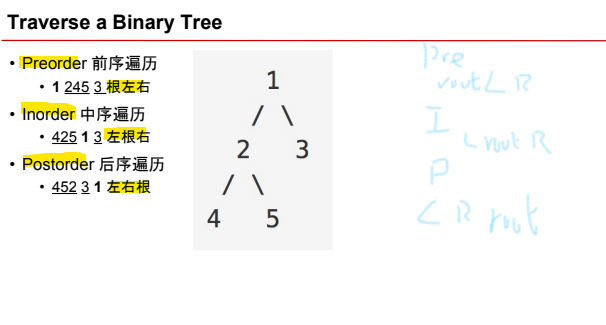 Traverse a Binary Tree
• Preorder 前序遍历
• 1 245 3 根左右
• Inorder 中序遍历
• 425 1 3 左根右
• Postorder 后序遍历
• 452 3 1 左右根
1
/ \
2 3
/ \
4 5
Pre
root L R
I
L root R
P
L R root